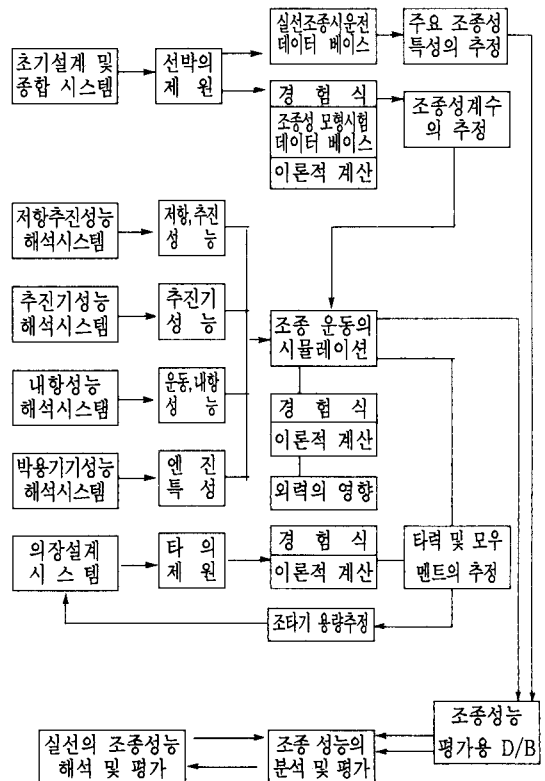 초기설계 및
종합 시스템
선박의
제 원
실선조종시운전
데이터 베이스
주요 조종성
특성의 추정
경 험 식
조종성 모형시험
데이터 베이스
이론적 계산
조종성계수
의 추정
저항추진성능
해석시스템
저항,추진
성 능
추진기성능
해석시스템
추진기
성 능
조종 운동의
시뮬레이션
내항성능
해석시스템
운동,내항
성 능
경 험 식
이론적 계산
박용기기성능
해석시스템
엔 진
특 성
외력의 영향
의장설계
시 스 템
타 의
제 원
경 험 식
이론적 계산
타력 및 모우
멘트의 추정
조타기 용량추정
조종성능
평가용 D/B
실선의 조종성능
해석 및 평가
조종 성능의
분석 및 평가